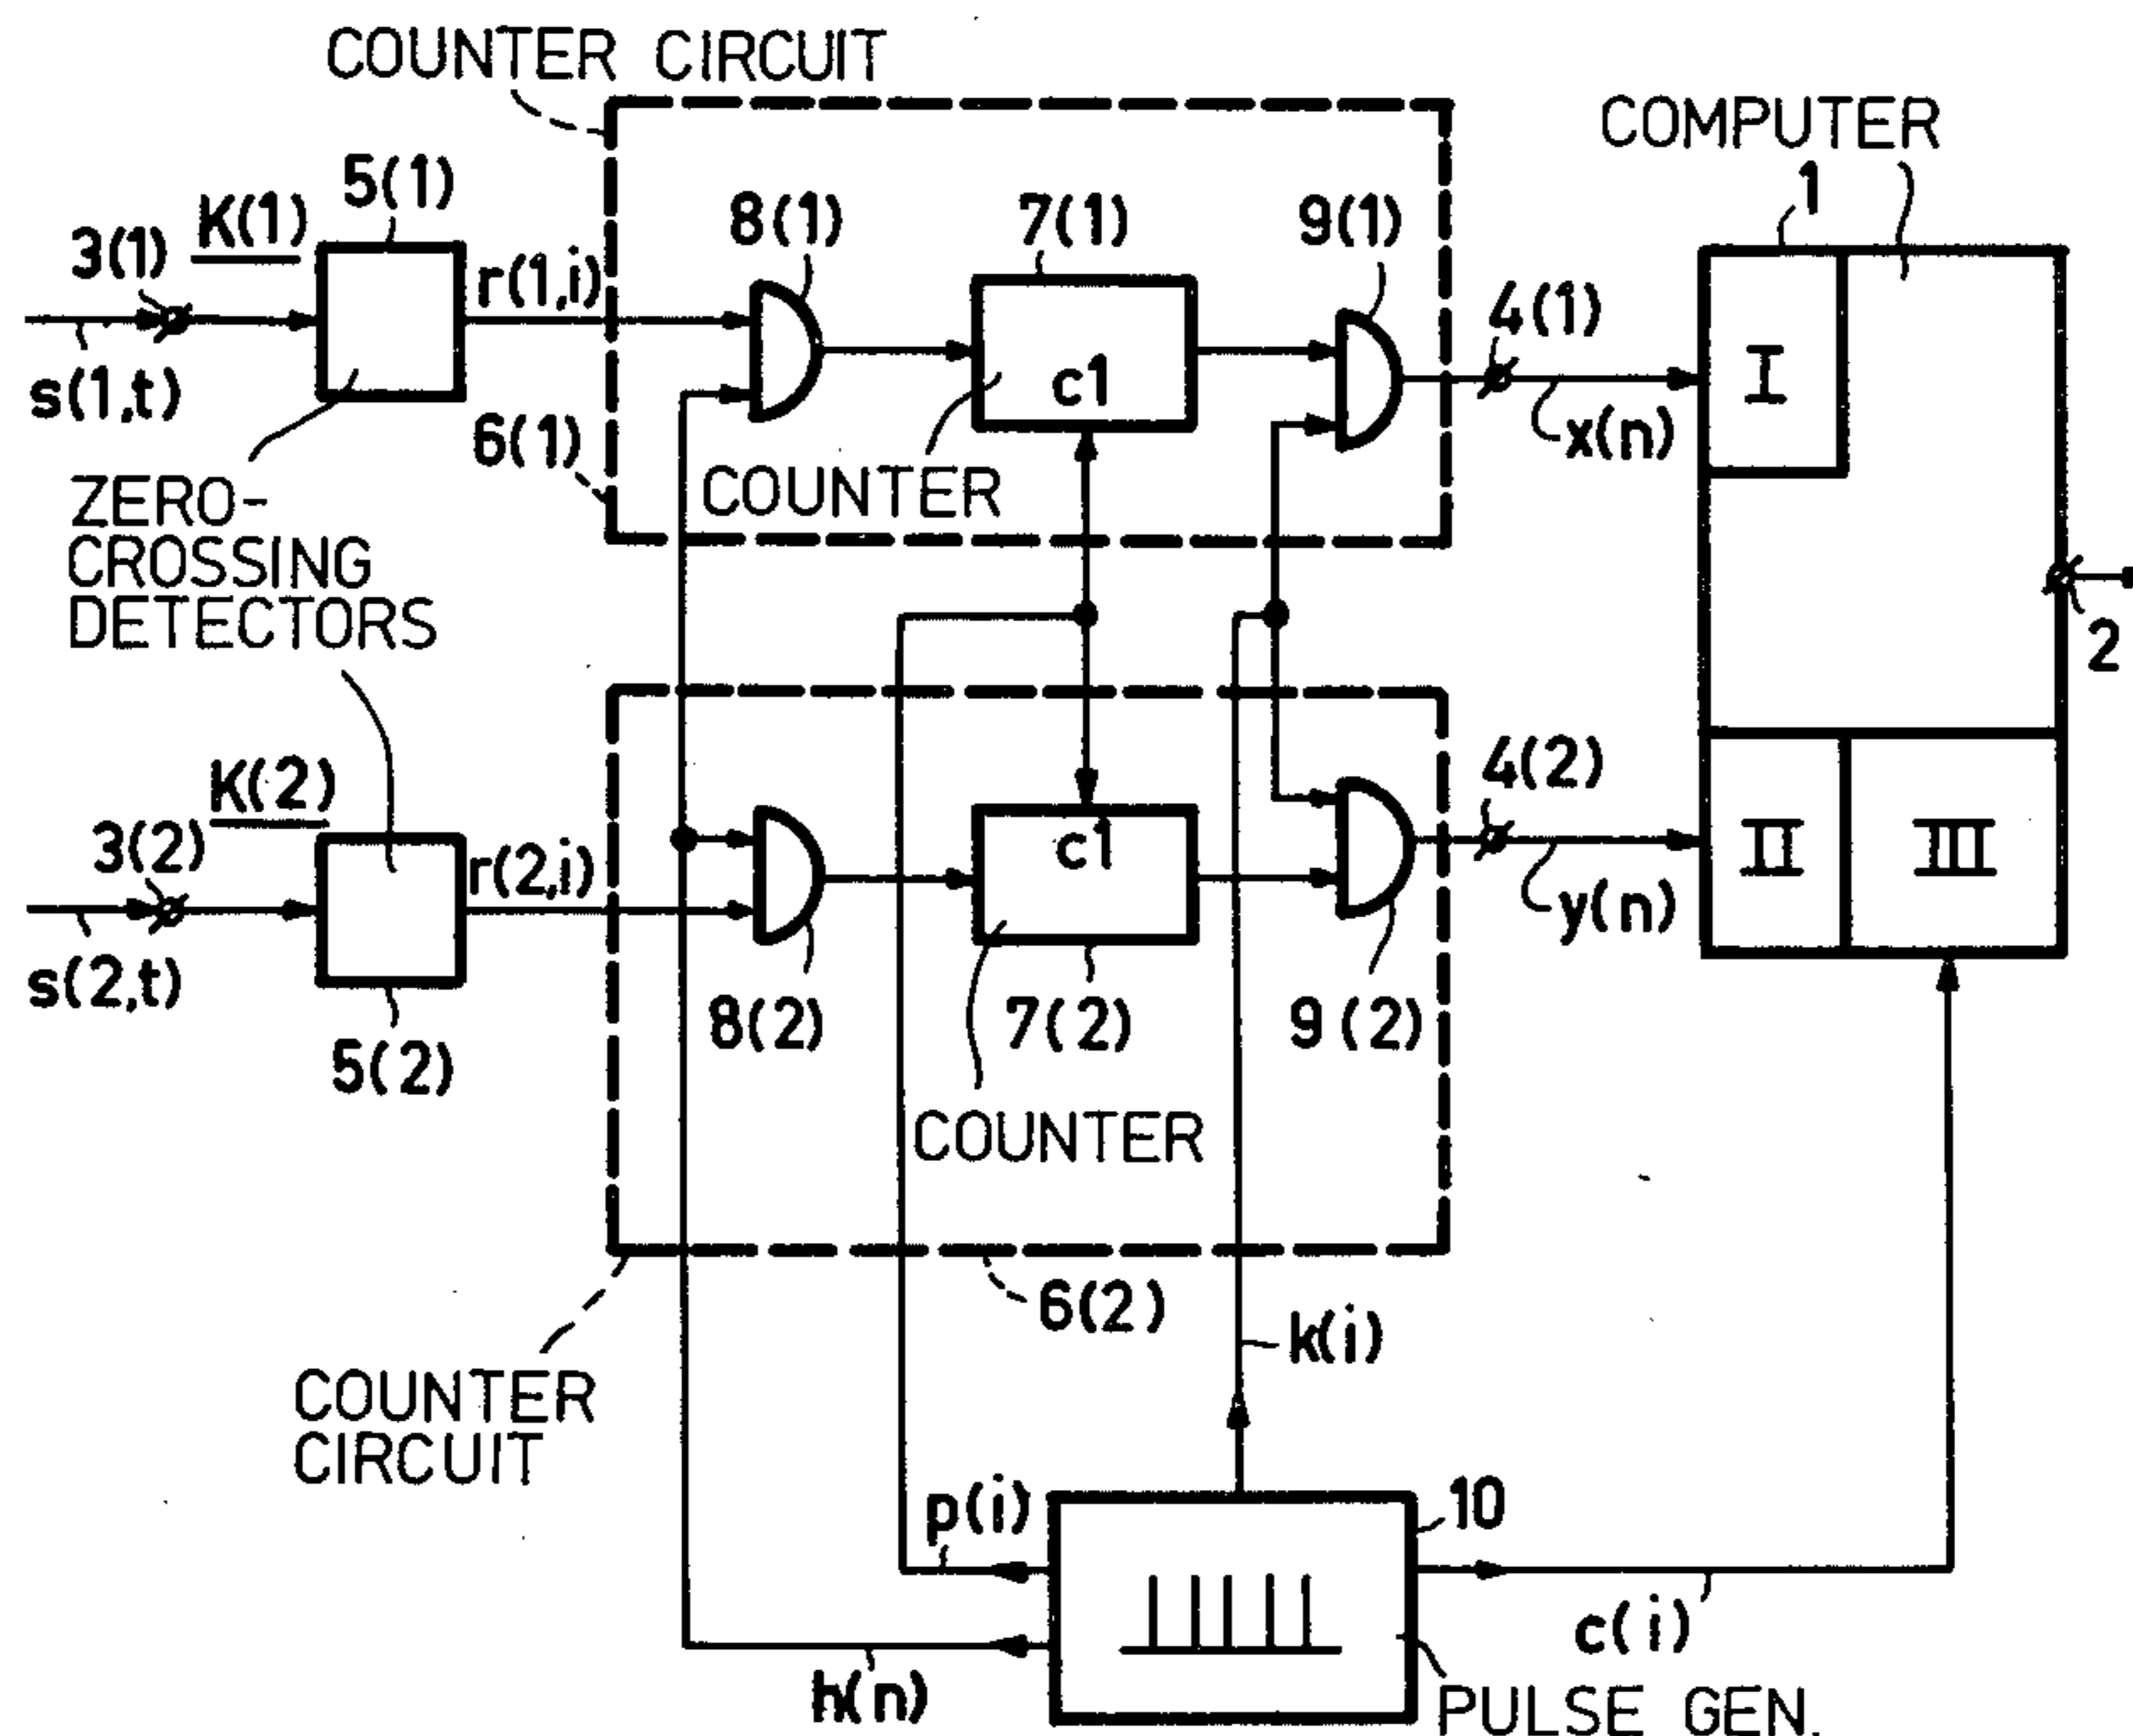 COUNTER CIRCUIT
COMPUTER
1
5(1)
K(1)
3(1)
r(1,i)
8(1)
7(1)
9(1)
4(1)
I
c1
s(1,t)
6(1)
x(n)
COUNTER
ZERO-
CROSSING
DETECTORS
2
K(2)
3(2)
r(2,i)
c1
4(2)
II
III
y(n)
s(2,t)
8(2)
7(2)
9(2)
5(2)
COUNTER
6(2)
k(i)
COUNTER
CIRCUIT
p(i)
10
c(i)
h(n)
PULSE GEN.